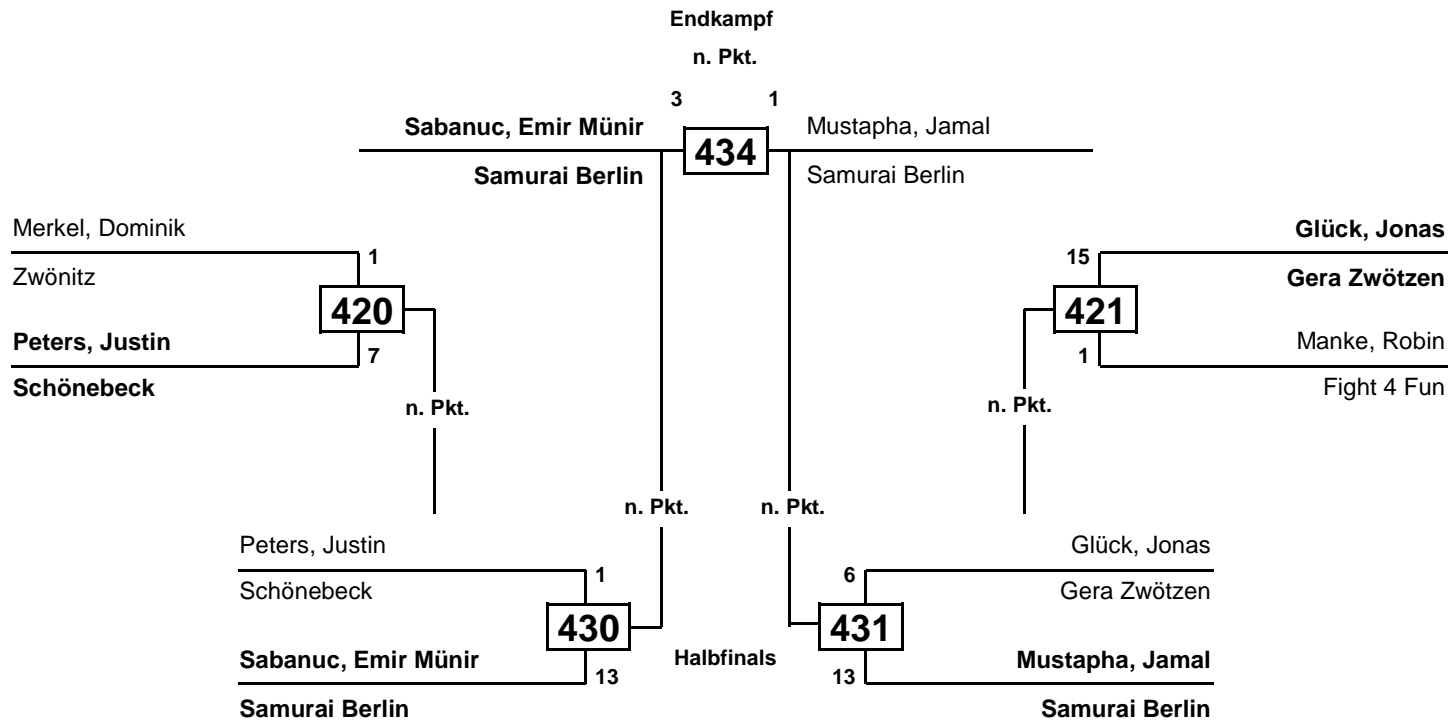 Endkampf
n. Pkt.
3 1
Sabanuc, Emir Münir 434 Mustapha, Jamal
Samurai Berlin Samurai Berlin
Merkel, Dominik
1
Zwönitz
420
Peters, Justin
7
Schönebeck
n. Pkt.
Glück, Jonas
15
Gera Zwötzen
421
Manke, Robin
1
Fight 4 Fun
n. Pkt.
n. Pkt. n. Pkt.
Peters, Justin
1
Schönebeck
430
Sabanuc, Emir Münir
13
Samurai Berlin
Halbfinals
Glück, Jonas
6
Gera Zwötzen
431
Mustapha, Jamal
13
Samurai Berlin